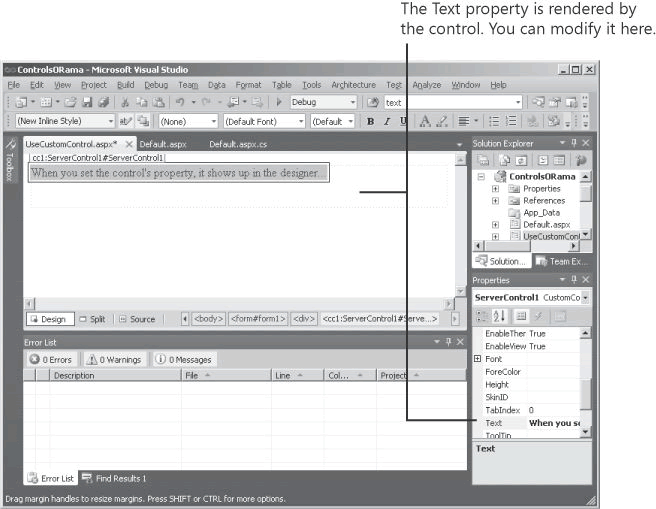 The Text property is rendered by
the control. You can modify it here.
ControlsORama - Microsoft Visual Studio
File Edit View Project Build Debug Team Data Format Table Tools Architecture Test Analyze Window Help
Debug text
(New Inline Style) (None) (Default Font) (Default B I U A
Toolbox
UseCustomControl.aspx* Default.aspx Default.aspx.cs
cc1:ServerControl1#ServerControl1
When you set the control's property, it shows up in the designer...
Design Split Source <body> <form#form1> <div> <cc1:ServerControl1#Serve...>
Error List
0 Errors 0 Warnings 0 Messages
Description File Line Col... Project
Error List Find Results 1
Solution Explorer
ControlsORama
Properties
References
App_Data
Default.aspx
UseCustomCont
Solution... Team Ex...
Properties
ServerControl1 CustomCo
EnableTher True
EnableView True
Font
ForeColor
Height
SkinID
TabIndex 0
Text When you se
ToolTip
Text
Drag margin handles to resize margins. Press SHIFT or CTRL for more options.